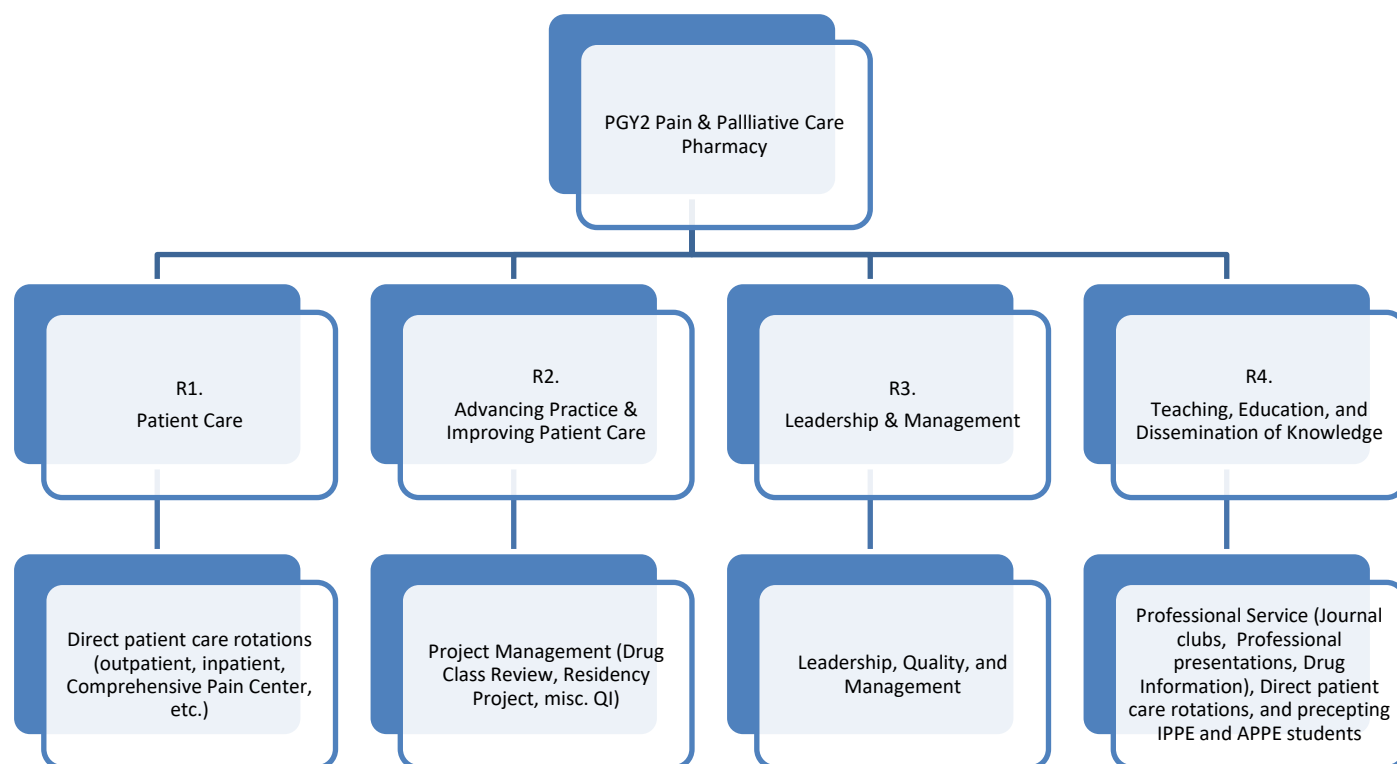 PGY2 Pain & Pallliative Care
Pharmacy
R1.
Patient Care
R2.
Advancing Practice &
Improving Patient Care
R3.
Leadership & Management
R4.
Teaching, Education, and
Dissemination of Knowledge
Direct patient care rotations
(outpatient, inpatient,
Comprehensive Pain Center,
etc.)
Project Management (Drug
Class Review, Residency
Project, misc. QI)
Leadership, Quality, and
Management
Professional Service (Journal
clubs,  Professional
presentations, Drug
Information), Direct patient
care rotations, and precepting
IPPE and APPE students